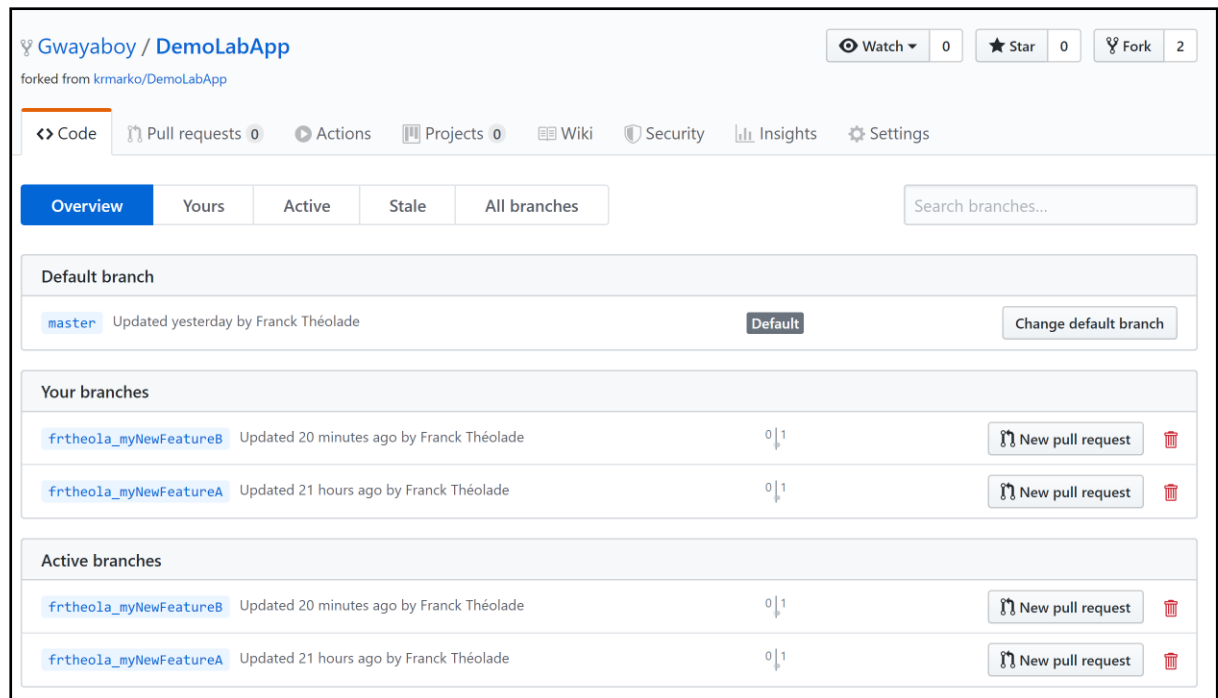 Gwayaboy / DemoLabApp
Watch 0 Star 0 Fork 2
forked from krmarko/DemoLabApp
<> Code Pull requests 0 Actions Projects 0 Wiki Security Insights Settings
Overview Yours Active Stale All branches Search branches...
Default branch
master Updated yesterday by Franck Théolade Default Change default branch
Your branches
frtheola_myNewFeatureB Updated 20 minutes ago by Franck Théolade 0 1 New pull request
frtheola_myNewFeatureA Updated 21 hours ago by Franck Théolade 0 1 New pull request
Active branches
frtheola_myNewFeatureB Updated 20 minutes ago by Franck Théolade 0 1 New pull request
frtheola_myNewFeatureA Updated 21 hours ago by Franck Théolade 0 1 New pull request